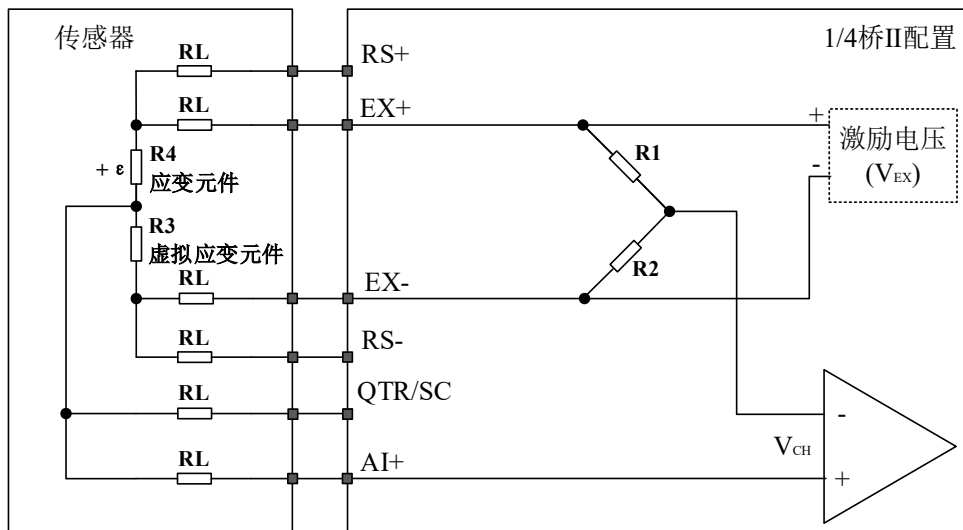 传感器
1/4桥II配置
RL
RS+
RL
EX+
+
R1
激励电压
(VEX)
-
R4
+ ε
应变元件
R3
虚拟应变元件
R2
RL
EX-
RL
RS-
RL
QTR/SC
-
VCH
RL
AI+
+